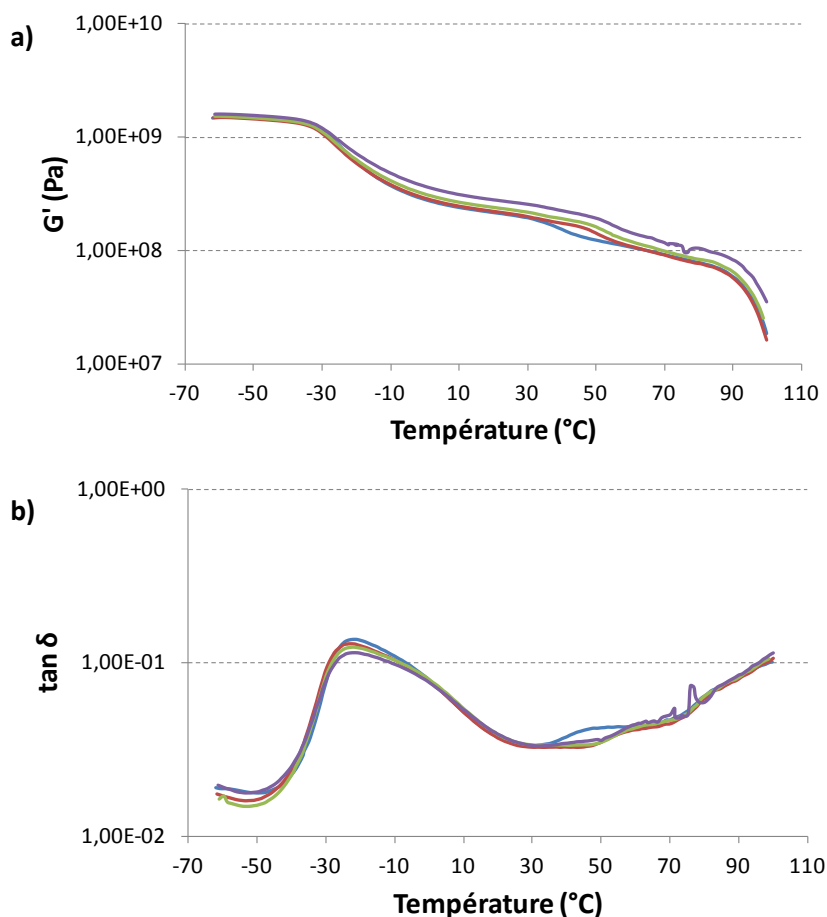 a)
1,00E+10
1,00E+09
1,00E+08
1,00E+07
G' (Pa)
-70 -50 -30 -10 10 30 50 70 90 110
Température (°C)
b)
1,00E+00
1,00E-01
1,00E-02
tan δ
-70 -50 -30 -10 10 30 50 70 90 110
Température (°C)